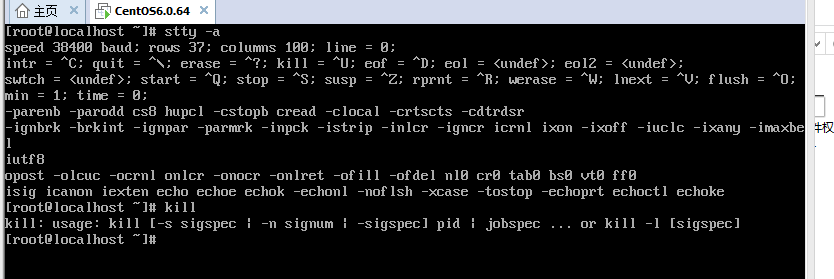 主页
CentOS6.0.64
[root@localhost ~]# stty -a
speed 38400 baud; rows 37; columns 100; line = 0;
intr = ^C; quit = ^\; erase = ^?; kill = ^U; eof = ^D; eol = <undef>; eol2 = <undef>;
swtch = <undef>; start = ^Q; stop = ^S; susp = ^Z; rprnt = ^R; werase = ^W; lnext = ^V; flush = ^O;
min = 1; time = 0;
-parenb -parodd cs8 hupcl -cstopb cread -clocal -crtscts -cdtrdsr
-ignbrk -brkint -ignpar -parmrk -inpck -istrip -inlcr -igncr icrnl ixon -ixoff -iuclc -ixany -imaxbe
l
iutf8
opost -olcuc -ocrnl onlcr -onocr -onlret -ofill -ofdel nl0 cr0 tab0 bs0 vt0 ff0
isig icanon iexten echo echoe echok -echonl -noflsh -xcase -tostop -echoprt echoctl echoke
[root@localhost ~]# kill
kill: usage: kill [-s sigspec | -n signum | -sigspec] pid | jobspec ... or kill -l [sigspec]
[root@localhost ~]#
件权